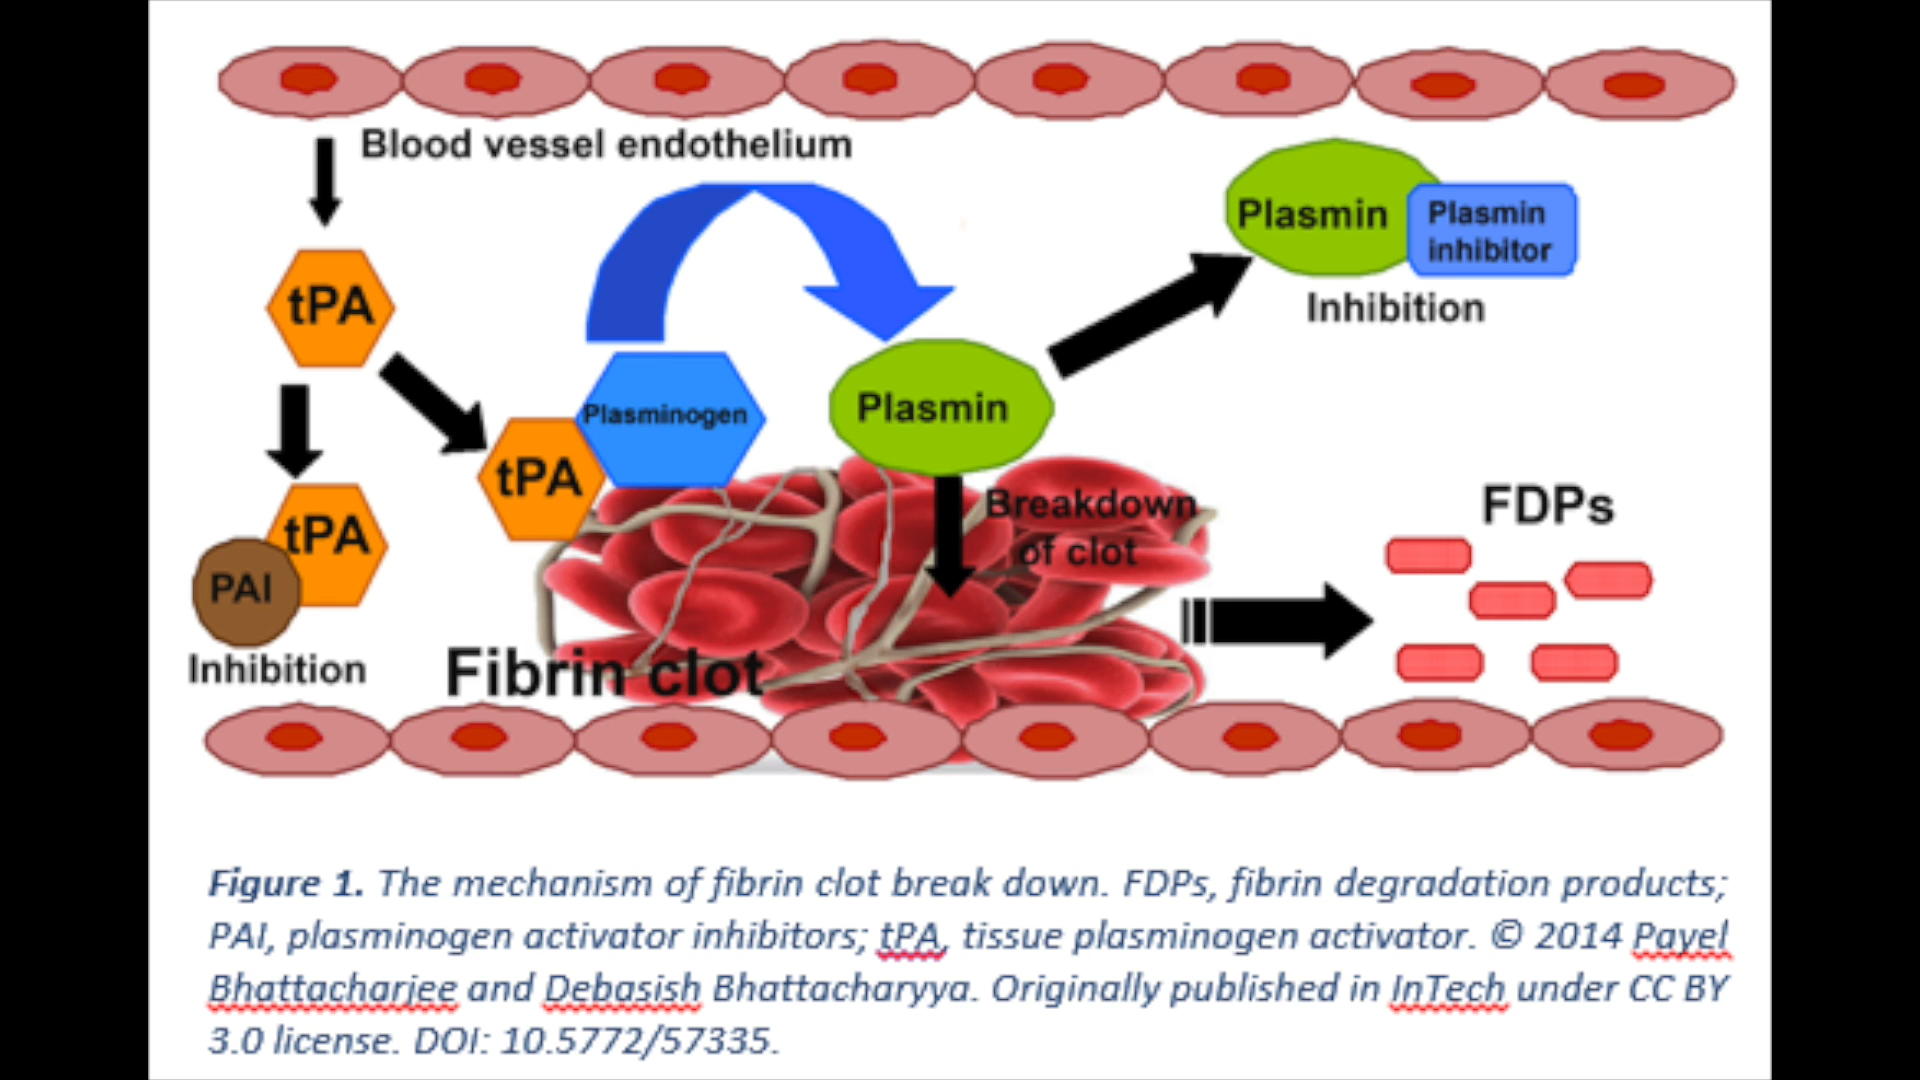 Blood vessel endothelium
tPA
Plasminogen
tPA
tPA
PAI
Inhibition
Plasmin
Plasmin
Plasmin
inhibitor
Inhibition
Breakdown
of clot
Fibrin clot
FDPs
Figure 1. The mechanism of fibrin clot break down. FDPs, fibrin degradation products;
PAI, plasminogen activator inhibitors; tPA, tissue plasminogen activator. © 2014 Payel
Bhattacharjee and Debasish Bhattacharyya. Originally published in InTech under CC BY
3.0 license. DOI: 10.5772/57335.